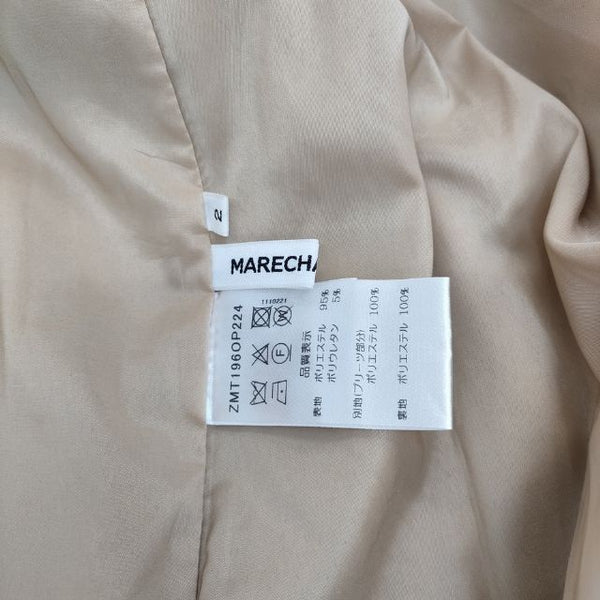 2
MARECHA
1110221
ZMT196OP224
品質表示
表地 ポリエステル 95%
ポリウレタン 5%
別地(プリーツ部分)
ポリエステル 100%
裏地 ポリエステル 100%